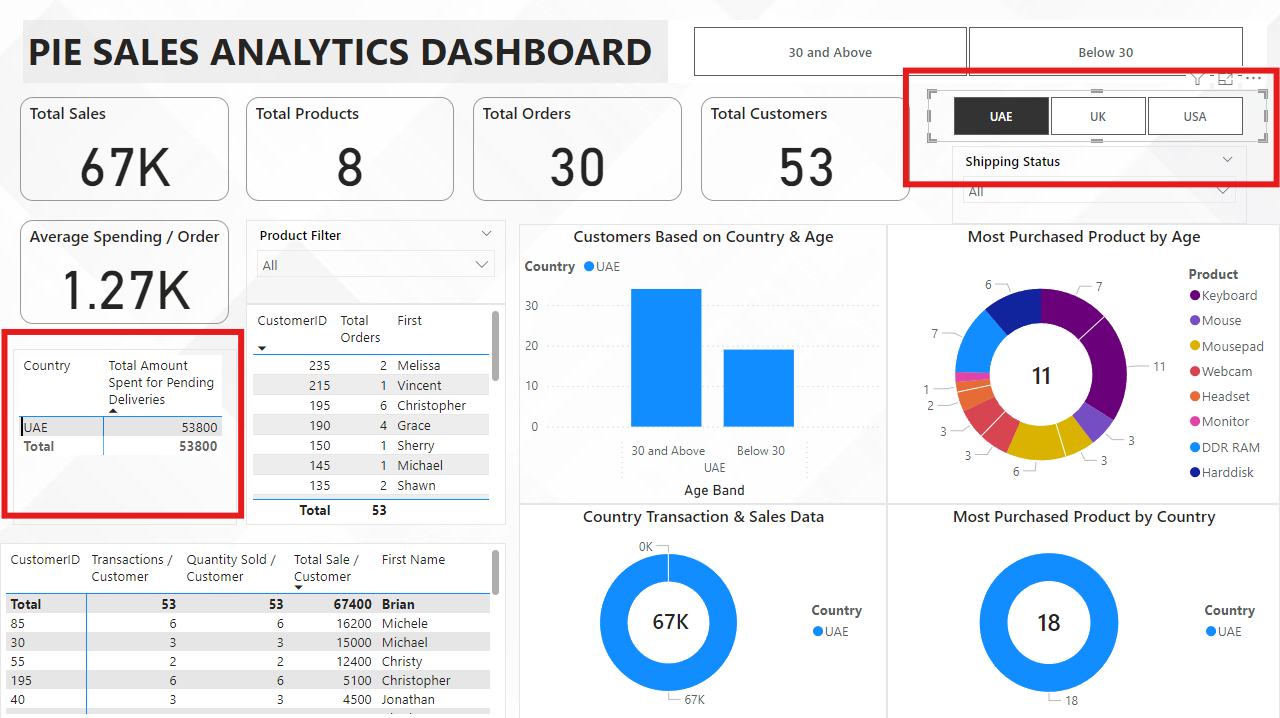 PIE SALES ANALYTICS DASHBOARD
30 and Above
Below 30
UAE
UK
USA
Shipping Status
All
Total Sales
67K
Total Products
8
Total Orders
30
Total Customers
53
Average Spending / Order
1.27K
Product Filter
All
Country
Total Amount
Spent for Pending
Deliveries
UAE 53800
Total 53800
CustomerID Total Orders First
235 2 Melissa
215 1 Vincent
195 6 Christopher
190 4 Grace
150 1 Sherry
145 1 Michael
135 2 Shawn
Total 53
Customers Based on Country & Age
Country UAE
30
20
10
0
30 and Above
Below 30
UAE
Age Band
Most Purchased Product by Age
6
7
7
11
11
1
2
3
3
3
3
6
Product
Keyboard
Mouse
Mousepad
Webcam
Headset
Monitor
DDR RAM
Harddisk
CustomerID Transactions / Customer Quantity Sold / Customer Total Sale / Customer First Name
Total 53 53 67400 Brian
85 6 6 16200 Michele
30 3 3 15000 Michael
55 2 2 12400 Christy
195 6 6 5100 Christopher
40 3 3 4500 Jonathan
Country Transaction & Sales Data
0K
67K
67K
Country
UAE
Most Purchased Product by Country
18
18
Country
UAE